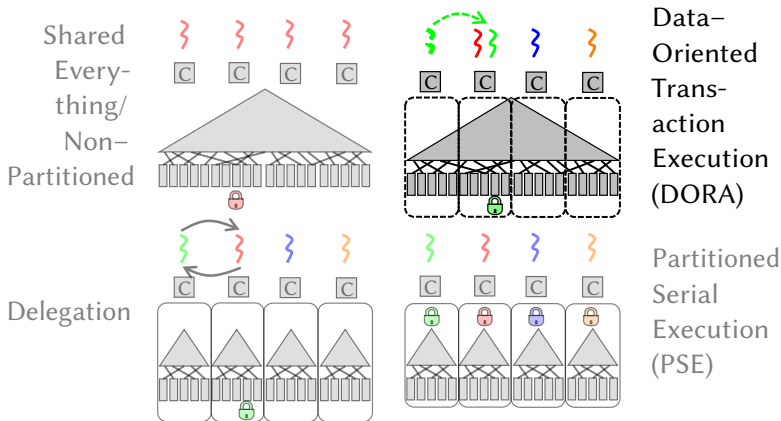 Shared
Every-
thing/
Non–
Partitioned
C C C C
C C C C
Data–
Oriented
Trans-
action
Execution
(DORA)
Delegation
C C C C
C C C C
Partitioned
Serial
Execution
(PSE)